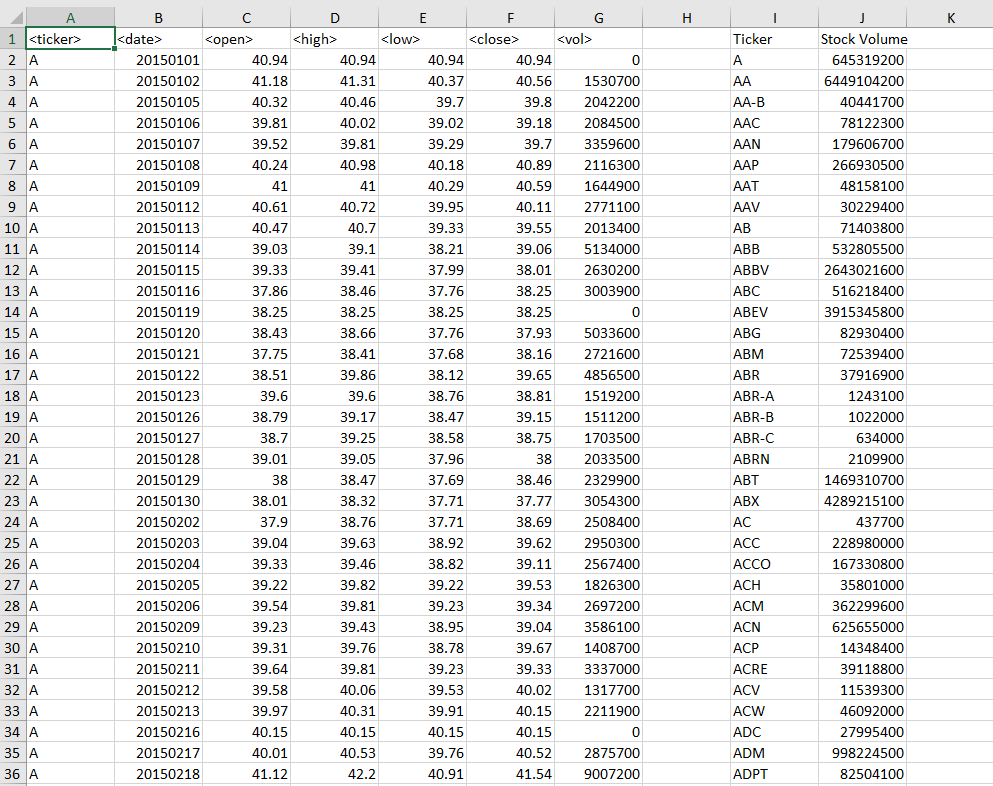 A B C D E F G H I J K
1 <ticker> <date> <open> <high> <low> <close> <vol> Ticker Stock Volume
2 A 20150101 40.94 40.94 40.94 40.94 0 A 645319200
3 A 20150102 41.18 41.31 40.37 40.56 1530700 AA 6449104200
4 A 20150105 40.32 40.46 39.7 39.8 2042200 AA-B 40441700
5 A 20150106 39.81 40.02 39.02 39.18 2084500 AAC 78122300
6 A 20150107 39.52 39.81 39.29 39.7 3359600 AAN 179606700
7 A 20150108 40.24 40.98 40.18 40.89 2116300 AAP 266930500
8 A 20150109 41 41 40.29 40.59 1644900 AAT 48158100
9 A 20150112 40.61 40.72 39.95 40.11 2771100 AAV 30229400
10 A 20150113 40.47 40.7 39.33 39.55 2013400 AB 71403800
11 A 20150114 39.03 39.1 38.21 39.06 5134000 ABB 532805500
12 A 20150115 39.33 39.41 37.99 38.01 2630200 ABBV 2643021600
13 A 20150116 37.86 38.46 37.76 38.25 3003900 ABC 516218400
14 A 20150119 38.25 38.25 38.25 38.25 0 ABEV 3915345800
15 A 20150120 38.43 38.66 37.76 37.93 5033600 ABG 82930400
16 A 20150121 37.75 38.41 37.68 38.16 2721600 ABM 72539400
17 A 20150122 38.51 39.86 38.12 39.65 4856500 ABR 37916900
18 A 20150123 39.6 39.6 38.76 38.81 1519200 ABR-A 1243100
19 A 20150126 38.79 39.17 38.47 39.15 1511200 ABR-B 1022000
20 A 20150127 38.7 39.25 38.58 38.75 1703500 ABR-C 634000
21 A 20150128 39.01 39.05 37.96 38 2033500 ABRN 2109900
22 A 20150129 38 38.47 37.69 38.46 2329900 ABT 1469310700
23 A 20150130 38.01 38.32 37.71 37.77 3054300 ABX 4289215100
24 A 20150202 37.9 38.76 37.71 38.69 2508400 AC 437700
25 A 20150203 39.04 39.63 38.92 39.62 2950300 ACC 228980000
26 A 20150204 39.33 39.46 38.82 39.11 2567400 ACCO 167330800
27 A 20150205 39.22 39.82 39.22 39.53 1826300 ACH 35801000
28 A 20150206 39.54 39.81 39.23 39.34 2697200 ACM 362299600
29 A 20150209 39.23 39.43 38.95 39.04 3586100 ACN 625655000
30 A 20150210 39.31 39.76 38.78 39.67 1408700 ACP 14348400
31 A 20150211 39.64 39.81 39.23 39.33 3337000 ACRE 39118800
32 A 20150212 39.58 40.06 39.53 40.02 1317700 ACV 11539300
33 A 20150213 39.97 40.31 39.91 40.15 2211900 ACW 46092000
34 A 20150216 40.15 40.15 40.15 40.15 0 ADC 27995400
35 A 20150217 40.01 40.53 39.76 40.52 2875700 ADM 998224500
36 A 20150218 41.12 42.2 40.91 41.54 9007200 ADPT 82504100